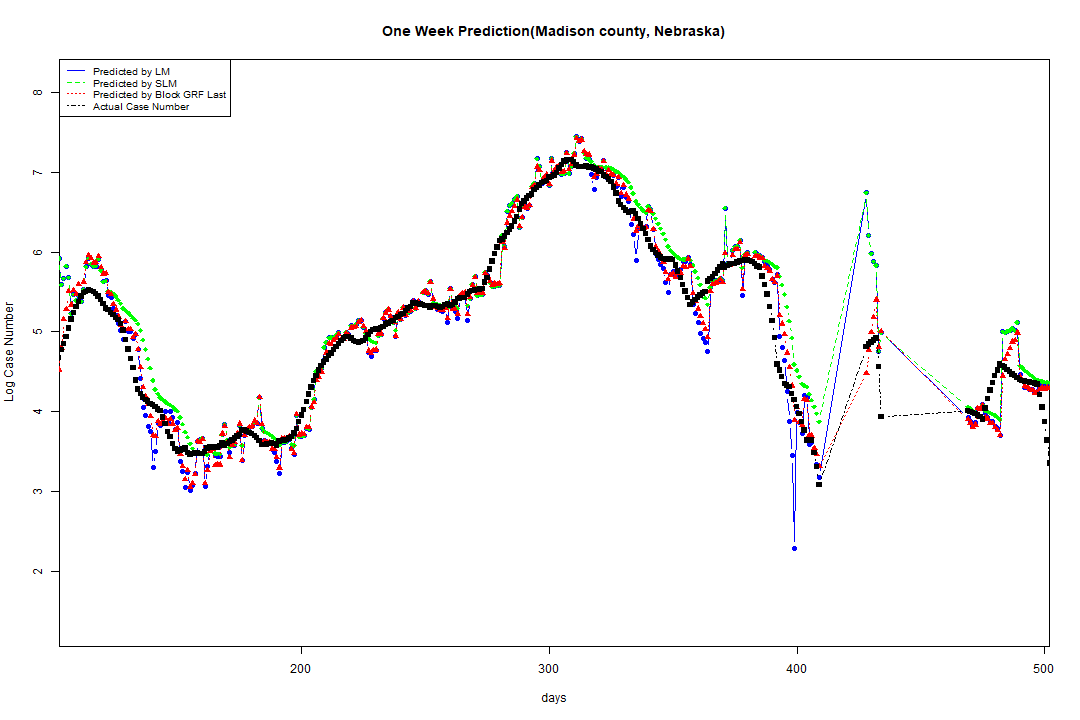 One Week Prediction(Madison county, Nebraska)
Predicted by LM
Predicted by SLM
Predicted by Block GRF Last
Actual Case Number
8
7
6
5
4
3
2
Log Case Number
200
300
400
500
days